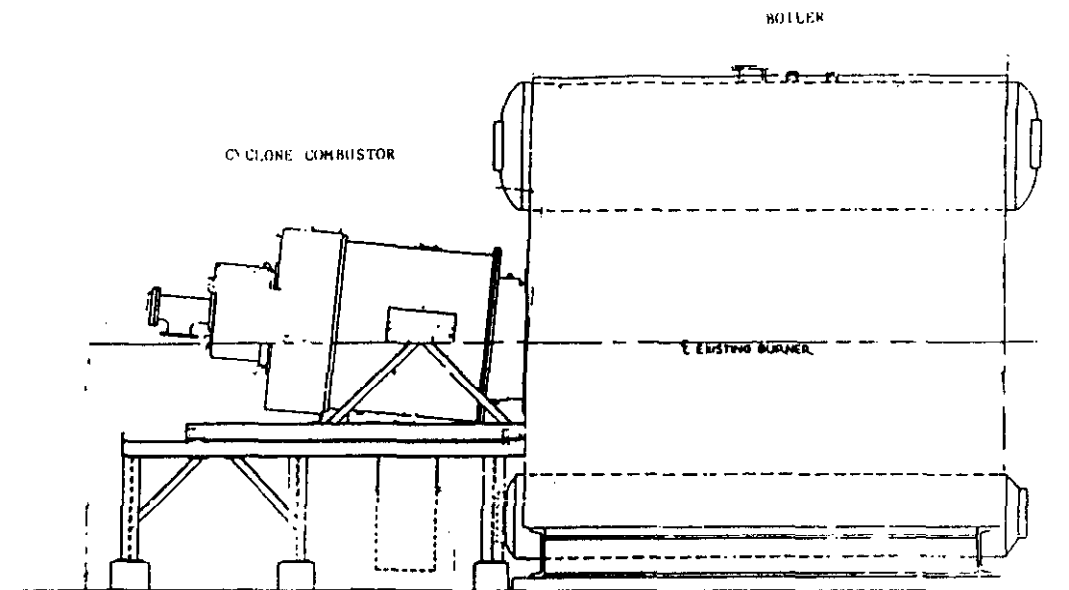 BOILER
CYCLONE COMBUSTOR
℄ EXISTING BURNER